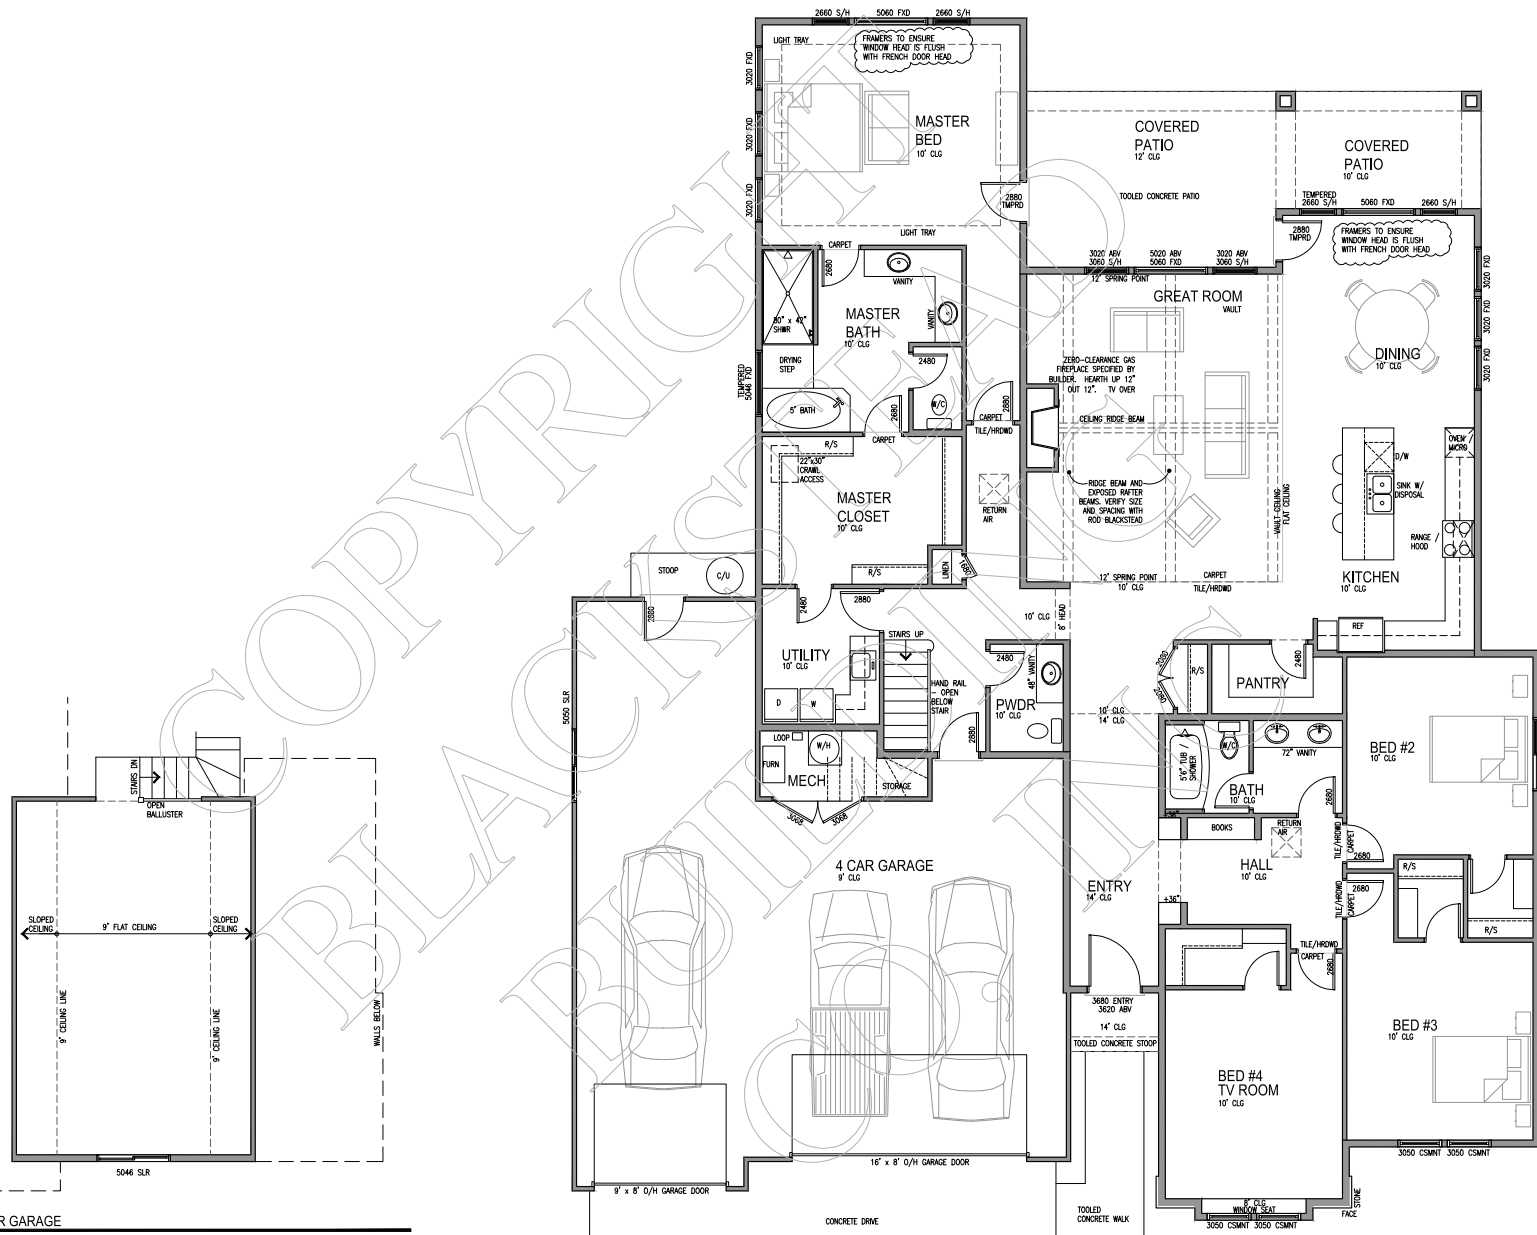 2660 S/H
5060 FXD
2660 S/H
LIGHT TRAY
FRAMERS TO ENSURE
WINDOW HEAD IS FLUSH
WITH FRENCH DOOR HEAD
3020 FXD
3020 FXD
3020 FXD
MASTER
BED
10' CLG
2880
TMPRD
LIGHT TRAY
COVERED
PATIO
12' CLG
COVERED
PATIO
10' CLG
TOOLED CONCRETE PATIO
TEMPERED
2660 S/H
5060 FXD
2660 S/H
2880
TMPRD
FRAMERS TO ENSURE
WINDOW HEAD IS FLUSH
WITH FRENCH DOOR HEAD
3020 ABV
3060 S/H
5020 ABV
5060 FXD
3020 ABV
3060 S/H
12' SPRING POINT
3020 FXD
3020 FXD
3020 FXD
CARPET
2680
VANITY
VANITY
MASTER
BATH
10' CLG
42"
SHWR
DRYING
STEP
TEMPERED
5046 FXD
5' BATH
2480
W/C
2680
CARPET
2880
CARPET
TILE/HRDWD
GREAT ROOM
VAULT
ZERO-CLEARANCE GAS
FIREPLACE SPECIFIED BY
BUILDER. HEARTH UP 12"
OUT 12". TV OVER
CEILING RIDGE BEAM
RIDGE BEAM AND
EXPOSED RAFTER
BEAMS. VERIFY SIZE
AND SPACING WITH
ROD BLACKSTEAD
VAULT CEILING
FLAT CEILING
DINING
10' CLG
OVEN/
MICRO
D/W
SINK W/
DISPOSAL
RANGE /
HOOD
KITCHEN
10' CLG
REF
R/S
22"x30"
CRAWL
ACCESS
MASTER
CLOSET
10' CLG
R/S
LINEN
1680
RETURN
AIR
12' SPRING POINT
10' CLG
CARPET
TILE/HRDWD
STOOP
C/U
2880
2480
2880
10' CLG
8' HEAD
STAIRS UP
UTILITY
10' CLG
D
W
HAND RAIL
- OPEN
BELOW
STAIR
2480
48" VANITY
PWDR
10' CLG
2880
2080
2080
R/S
2480
PANTRY
10' CLG
14' CLG
5050 SLR
LOOP
W/H
FURN
MECH
STORAGE
3068
3068
5'6" TUB /
SHOWER
W/C
72" VANITY
BATH
10' CLG
2680
BED #2
10' CLG
+36"
BOOKS
RETURN
AIR
TILE/HRDWD
CARPET
2680
HALL
10' CLG
4 CAR GARAGE
9' CLG
ENTRY
14' CLG
+36"
TILE/HRDWD
CARPET
2680
R/S
R/S
TILE/HRDWD
CARPET
2680
3680 ENTRY
3620 ABV
14' CLG
TOOLED CONCRETE STOOP
BED #3
10' CLG
BED #4
TV ROOM
10' CLG
3050 CSMNT
3050 CSMNT
8' CLG
WINDOW SEAT
3050 CSMNT
3050 CSMNT
STONE
FACE
16' x 8' O/H GARAGE DOOR
9' x 8' O/H GARAGE DOOR
CONCRETE DRIVE
TOOLED
CONCRETE WALK
STAIRS DN
OPEN
BALLUSTER
SLOPED
CEILING
9' FLAT CEILING
SLOPED
CEILING
9' CEILING LINE
9' CEILING LINE
WALLS BELOW
5046 SLR
R GARAGE
COPYRIGHT
BLACKSTEAD
BUILDING
CO